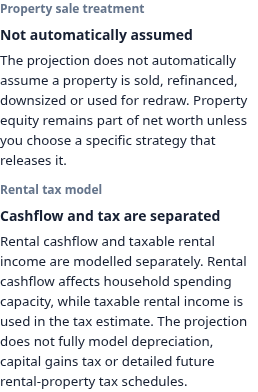 Property sale treatment
Not automatically assumed
The projection does not automatically
assume a property is sold, refinanced,
downsized or used for redraw. Property
equity remains part of net worth unless
you choose a specific strategy that
releases it.
Rental tax model
Cashflow and tax are separated
Rental cashflow and taxable rental
income are modelled separately. Rental
cashflow affects household spending
capacity, while taxable rental income is
used in the tax estimate. The projection
does not fully model depreciation,
capital gains tax or detailed future
rental-property tax schedules.